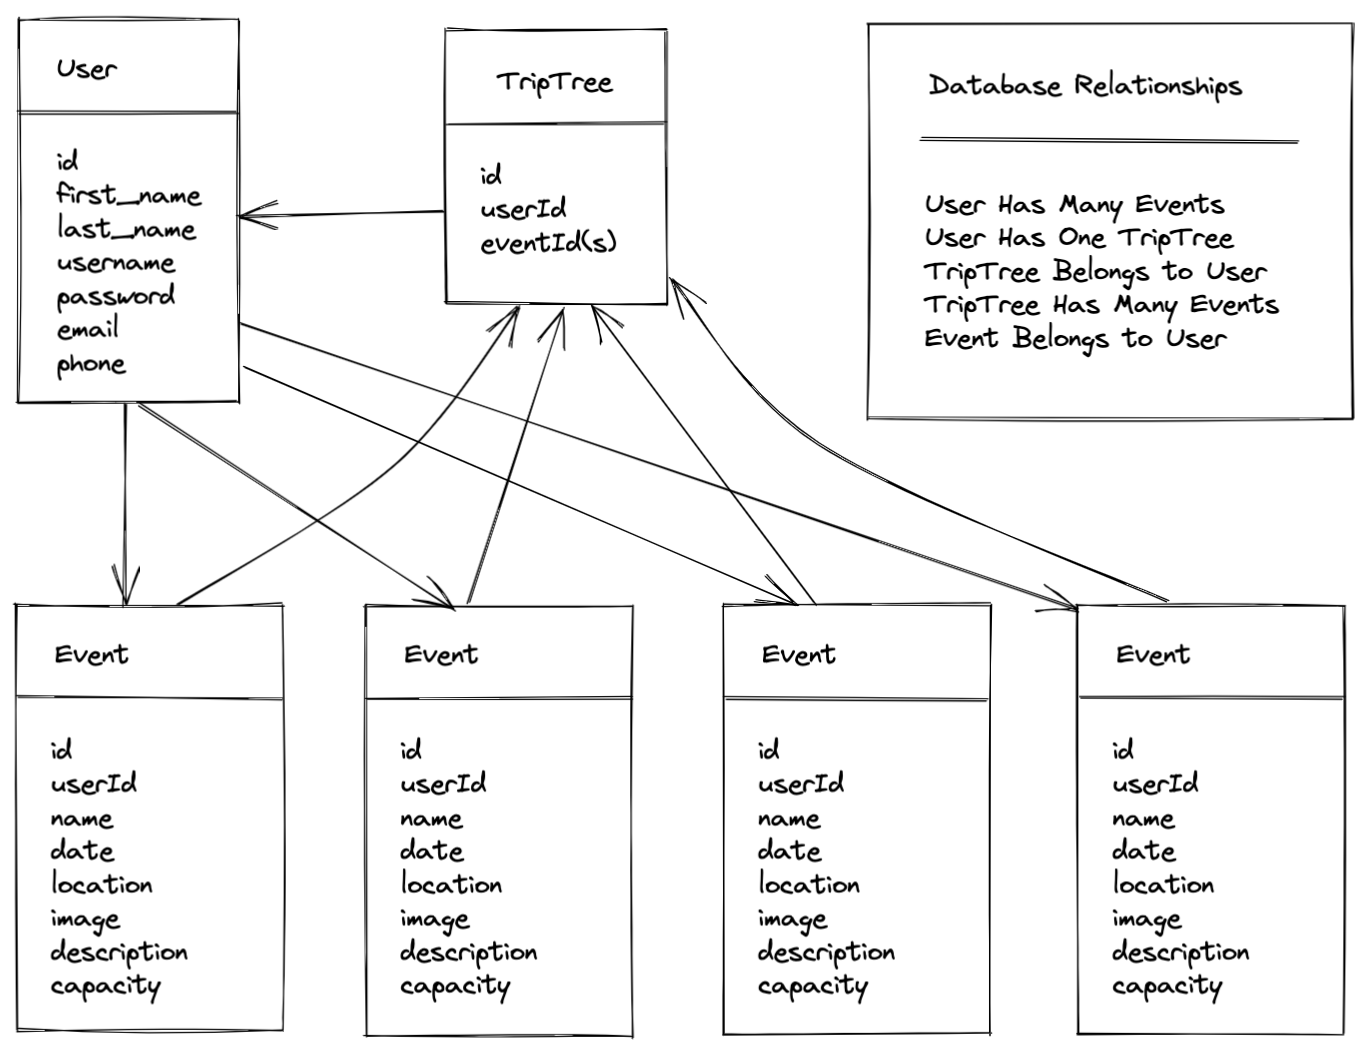 User
id
first_name
last_name
username
password
email
phone
TripTree
id
userId
eventId(s)
Database Relationships
User Has Many Events
User Has One TripTree
TripTree Belongs to User
TripTree Has Many Events
Event Belongs to User
Event
id
userId
name
date
location
image
description
capacity
Event
id
userId
name
date
location
image
description
capacity
Event
id
userId
name
date
location
image
description
capacity
Event
id
userId
name
date
location
image
description
capacity